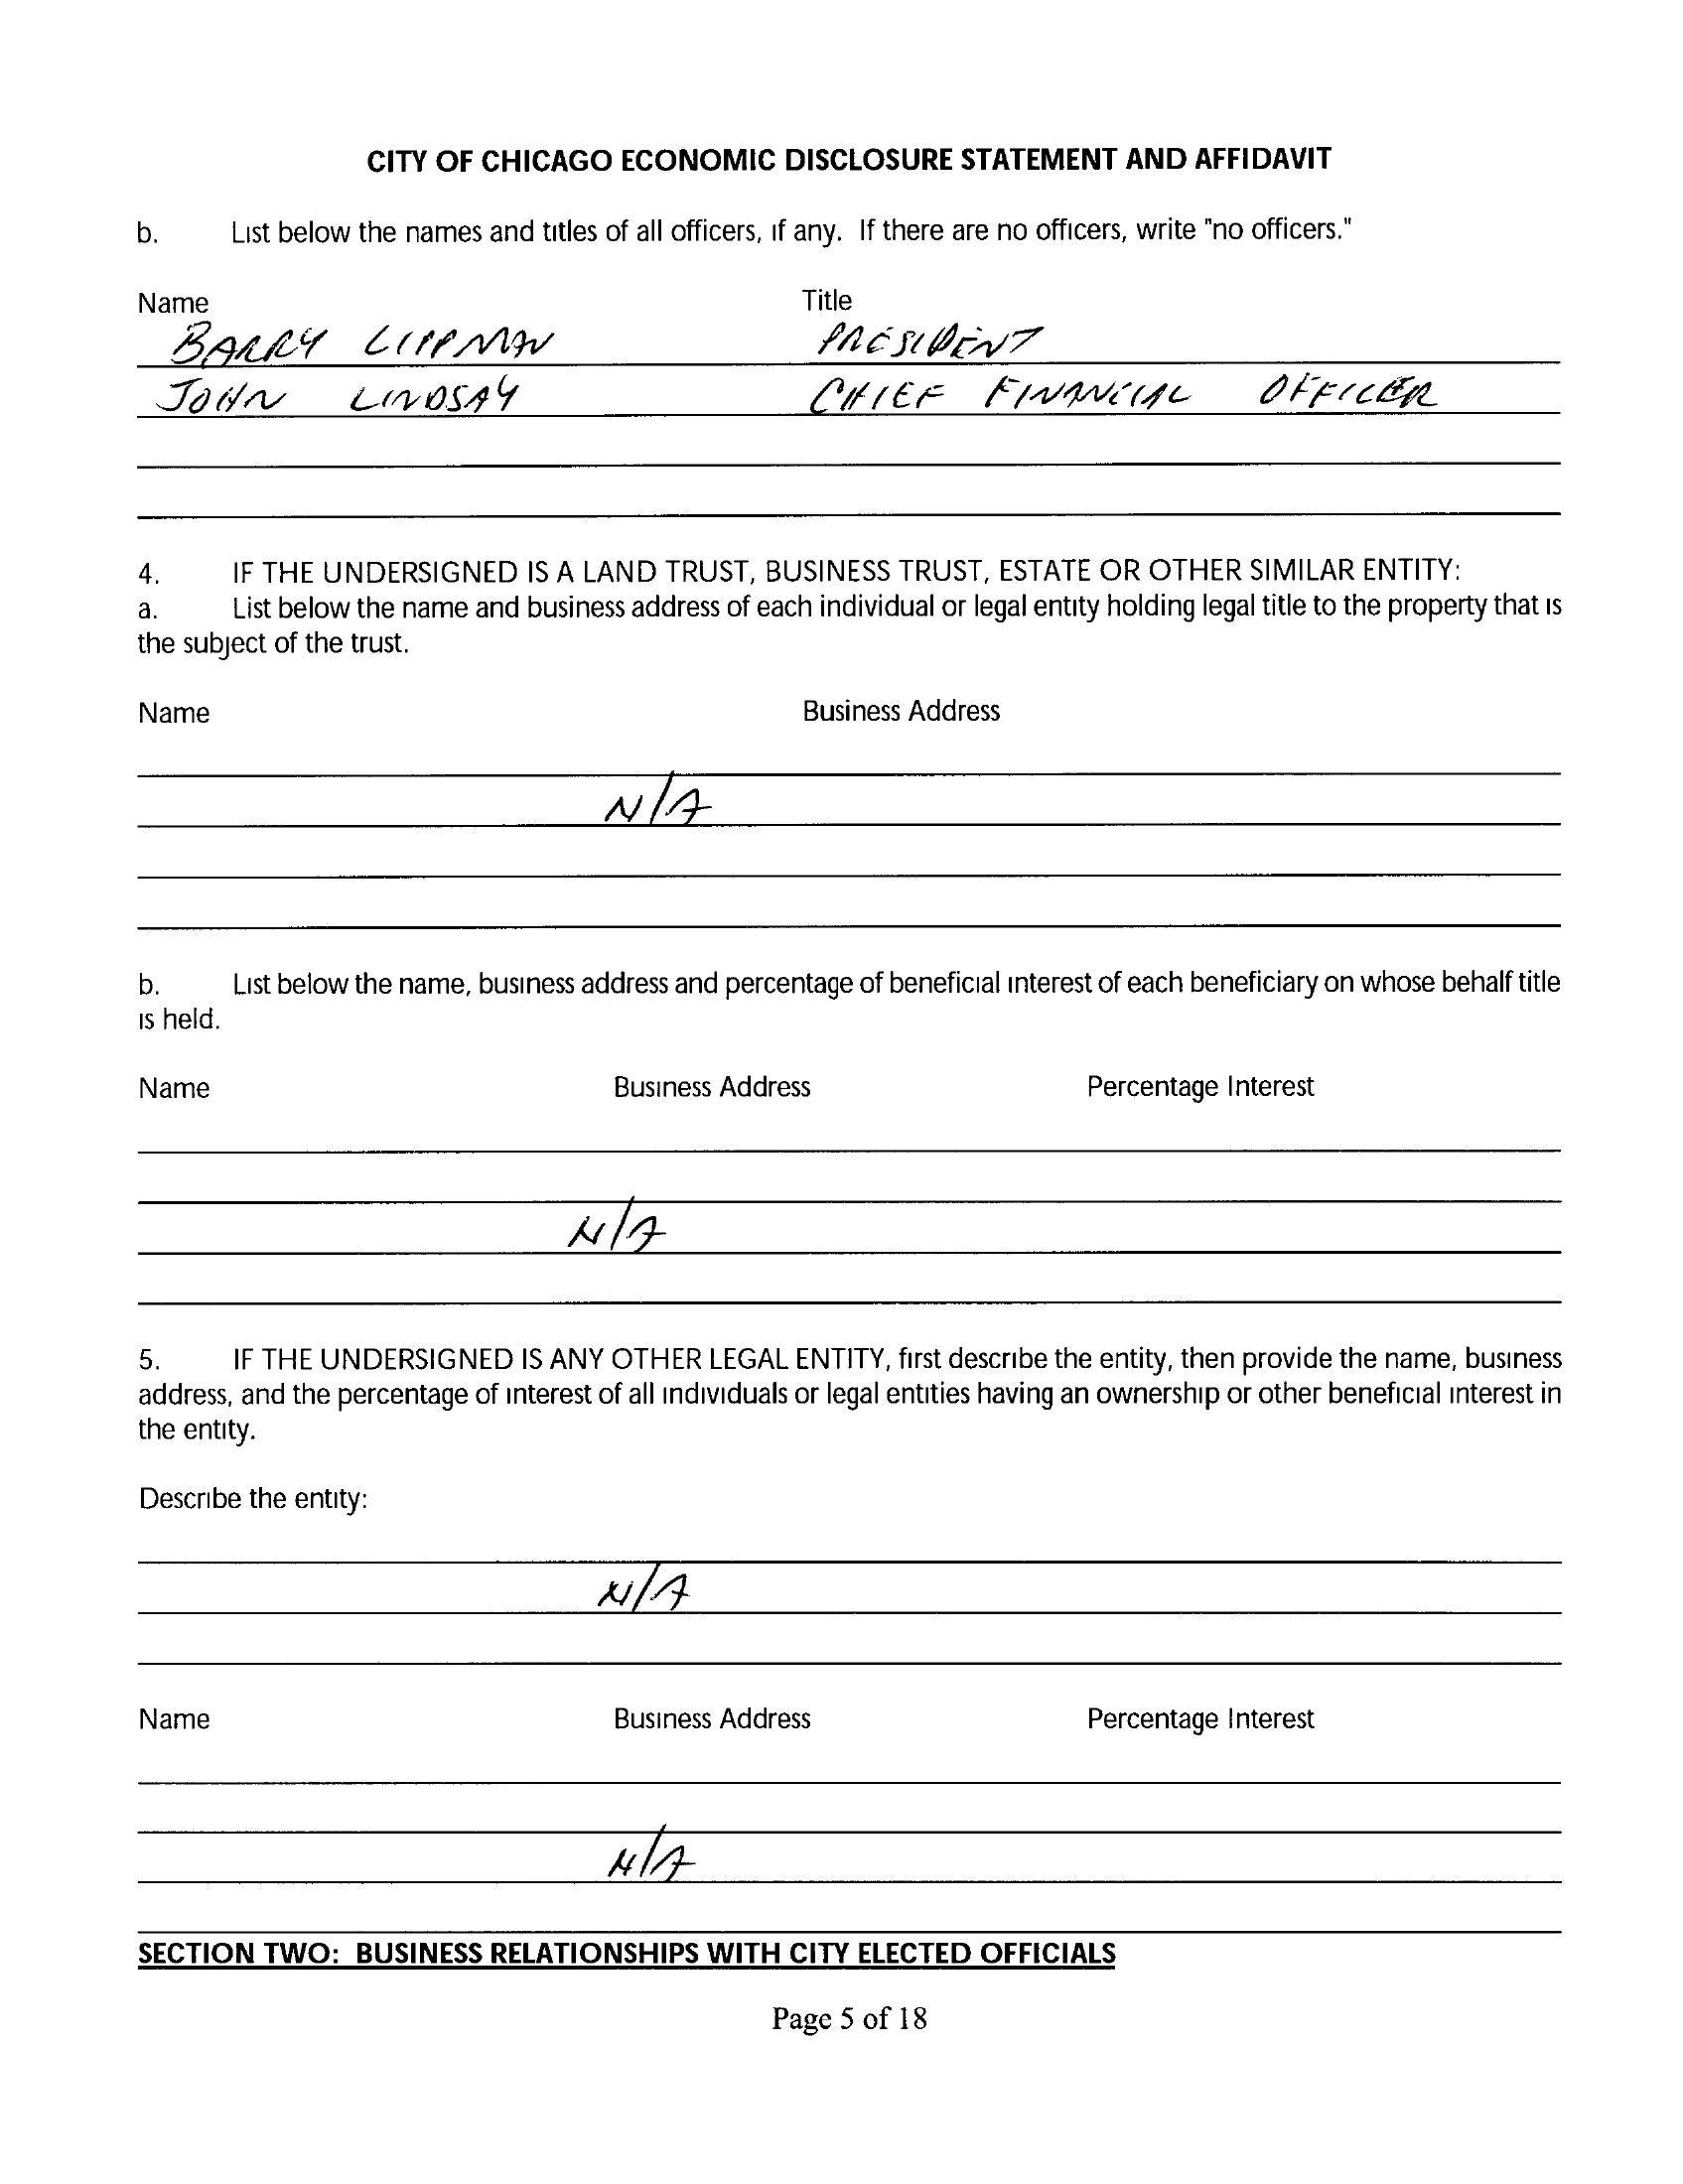 CITY OF CHICAGO ECONOMIC DISCLOSURE STATEMENT AND AFFIDAVIT
b. List below the names and titles of all officers, if any. If there are no officers, write "no officers."
Name Title
BARRY LIPPMAN PRESIDENT
JOHN LINDSAY CHIEF FINANCIAL OFFICER
4. IF THE UNDERSIGNED IS A LAND TRUST, BUSINESS TRUST, ESTATE OR OTHER SIMILAR ENTITY:
a. List below the name and business address of each individual or legal entity holding legal title to the property that is
the subject of the trust.
Name Business Address
N/A
b. List below the name, business address and percentage of beneficial interest of each beneficiary on whose behalf title
is held.
Name Business Address Percentage Interest
N/A
5. IF THE UNDERSIGNED IS ANY OTHER LEGAL ENTITY, first describe the entity, then provide the name, business
address, and the percentage of interest of all individuals or legal entities having an ownership or other beneficial interest in
the entity.
Describe the entity:
N/A
Name Business Address Percentage Interest
N/A
SECTION TWO: BUSINESS RELATIONSHIPS WITH CITY ELECTED OFFICIALS
Page 5 of 18